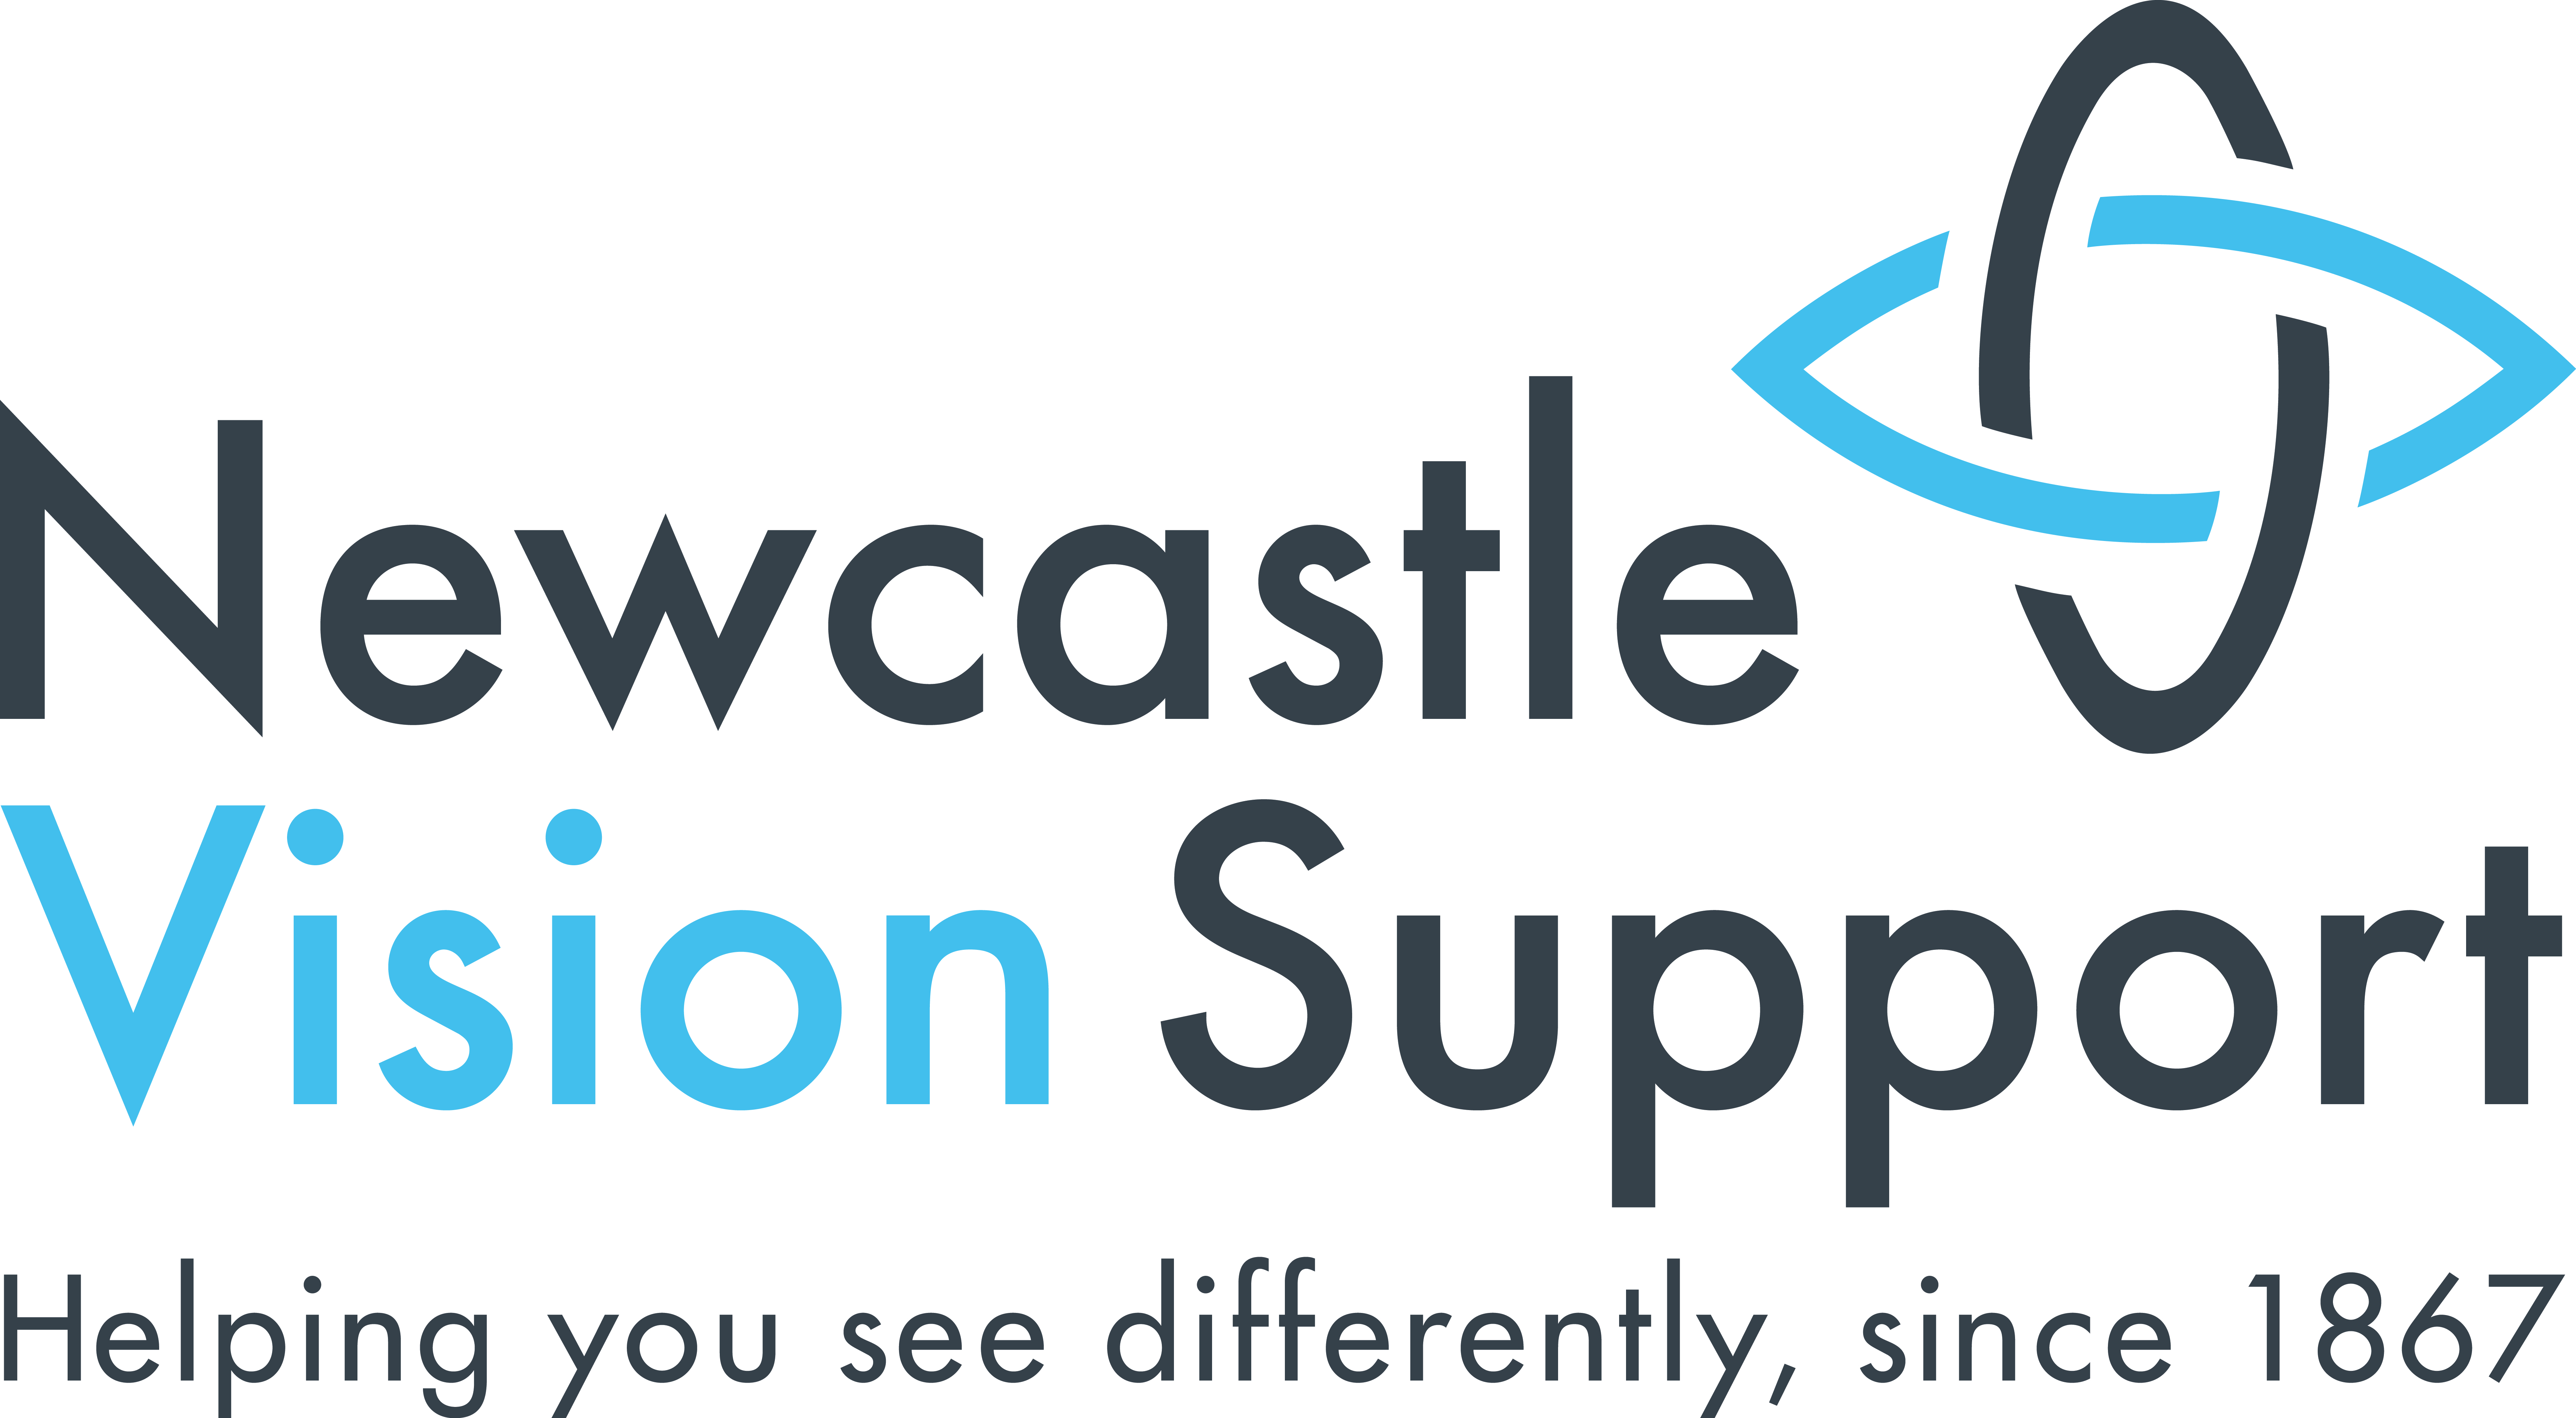 Newcastle
Vision Support
Helping you see differently, since 1867